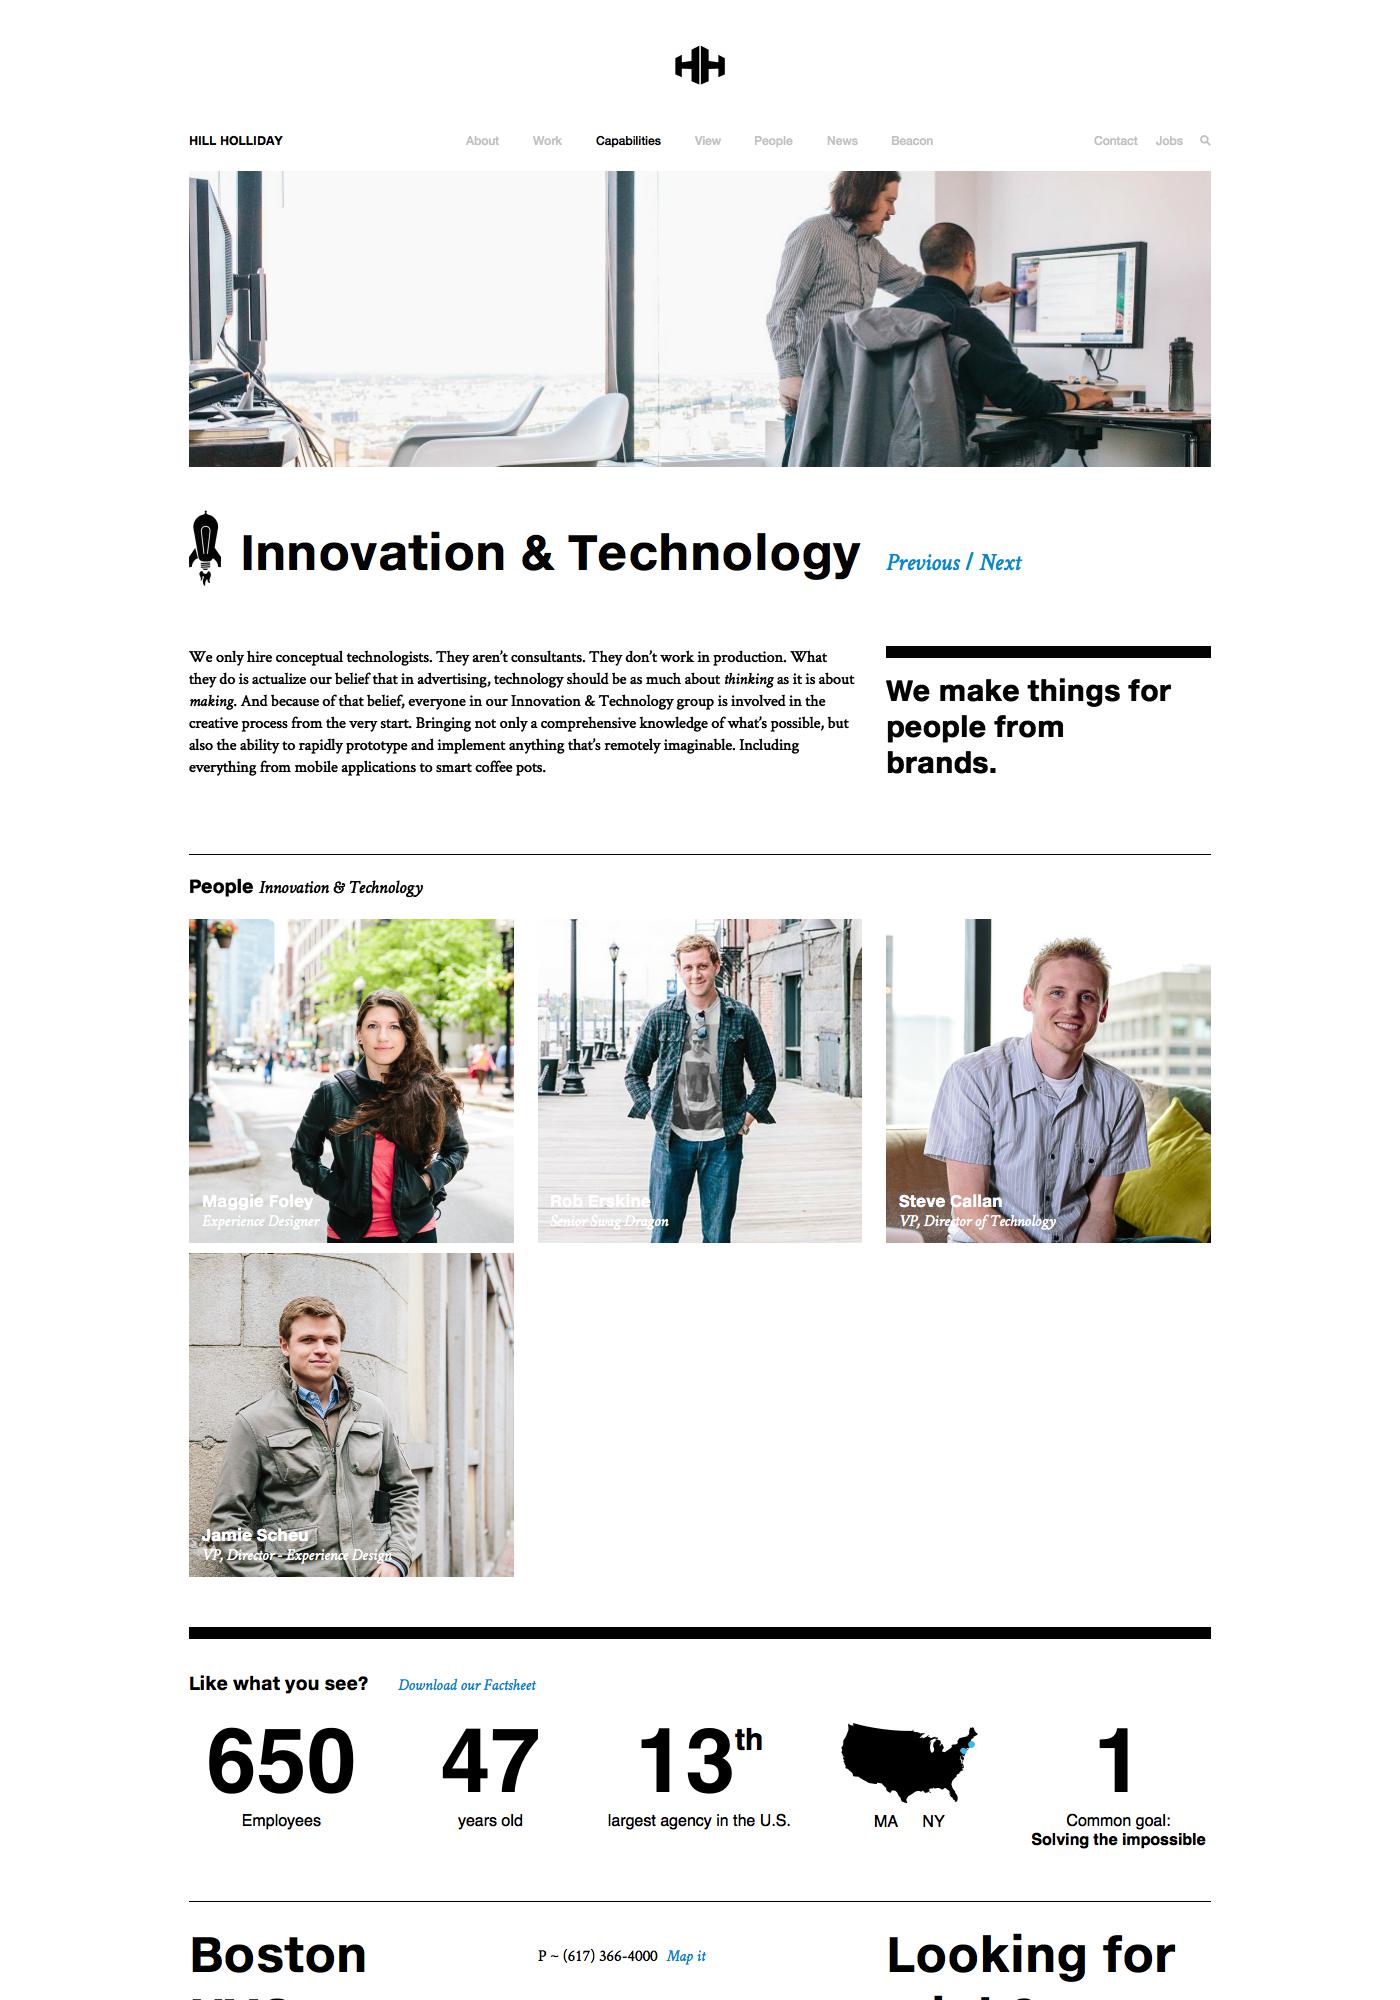 HILL HOLLIDAY
About Work Capabilities View People News Beacon
Contact Jobs
Innovation & Technology
Previous / Next
We only hire conceptual technologists. They aren't consultants. They don't work in production. What
they do is actualize our belief that in advertising, technology should be as much about thinking as it is about
making. And because of that belief, everyone in our Innovation & Technology group is involved in the
creative process from the very start. Bringing not only a comprehensive knowledge of what's possible, but
also the ability to rapidly prototype and implement anything that's remotely imaginable. Including
everything from mobile applications to smart coffee pots.
We make things for
people from
brands.
People Innovation & Technology
Maggie Foley
Experience Designer
Rob Erskine
Senior Swag Dragon
Steve Callan
VP, Director of Technology
Jamie Scheu
VP, Director - Experience Design
Like what you see? Download our Factsheet
650
Employees
47
years old
13th
largest agency in the U.S.
MA NY
1
Common goal:
Solving the impossible
Boston
P ~ (617) 366-4000 Map it
Looking for